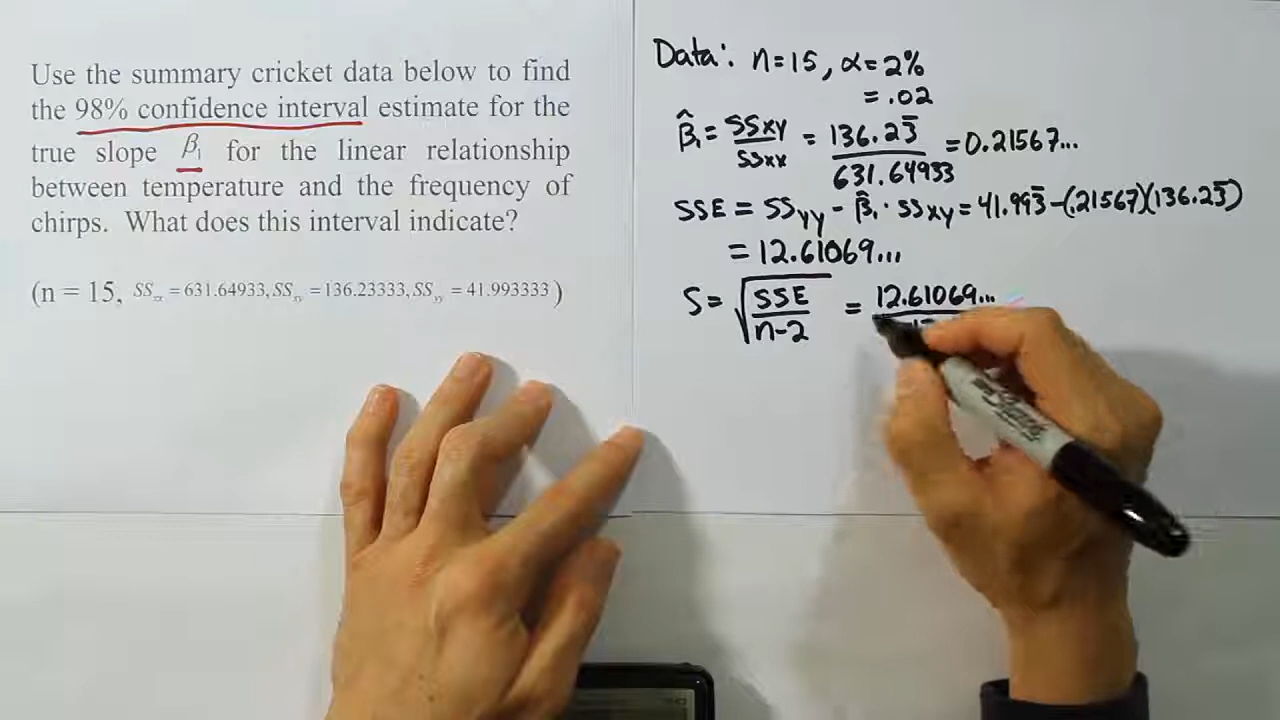 Use the summary cricket data below to find
the 98% confidence interval estimate for the
true slope β₁ for the linear relationship
between temperature and the frequency of
chirps. What does this interval indicate?
(n = 15, SSₓₓ = 631.64933, SSₓᵧ = 136.23333, SSᵧᵧ = 41.993333)
Data: n=15, α=2%
= .02
β̂₁ = SSxy/SSxx = 136.23̅/631.64933 = 0.21567...
SSE = SSyy - β̂₁ · SSxy = 41.993̅ - (.21567)(136.23̅)
= 12.61069...
S = √(SSE/n-2) = 12.61069...